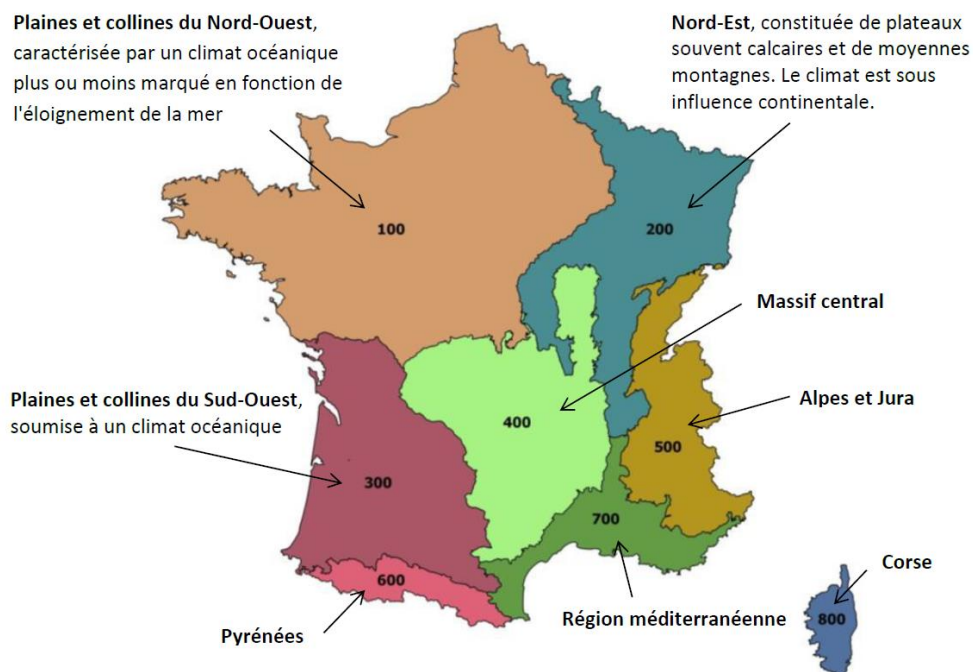 Plaines et collines du Nord-Ouest,
caractérisée par un climat océanique
plus ou moins marqué en fonction de
l'éloignement de la mer
Nord-Est, constituée de plateaux
souvent calcaires et de moyennes
montagnes. Le climat est sous
influence continentale.
100
200
Massif central
Plaines et collines du Sud-Ouest,
soumise à un climat océanique
Alpes et Jura
400
500
300
700
600
Corse
Pyrénées
Région méditerranéenne
800